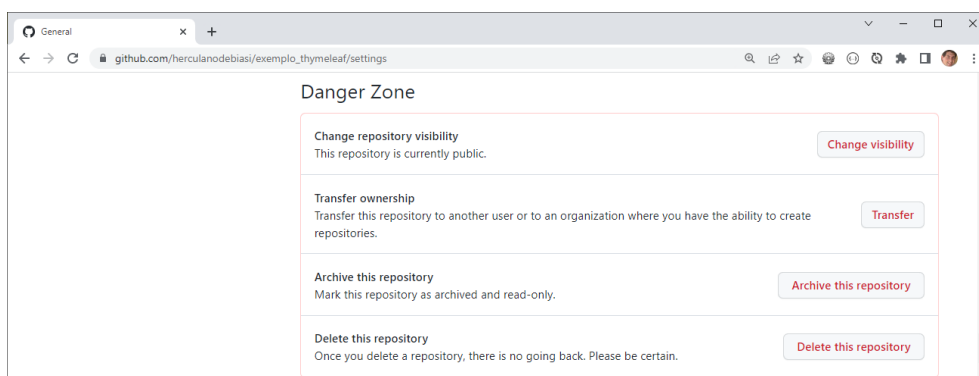 General
github.com/herculanodebiasi/exemplo_thymeleaf/settings
Danger Zone
Change repository visibility
This repository is currently public.
Change visibility
Transfer ownership
Transfer this repository to another user or to an organization where you have the ability to create
repositories.
Transfer
Archive this repository
Mark this repository as archived and read-only.
Archive this repository
Delete this repository
Once you delete a repository, there is no going back. Please be certain.
Delete this repository